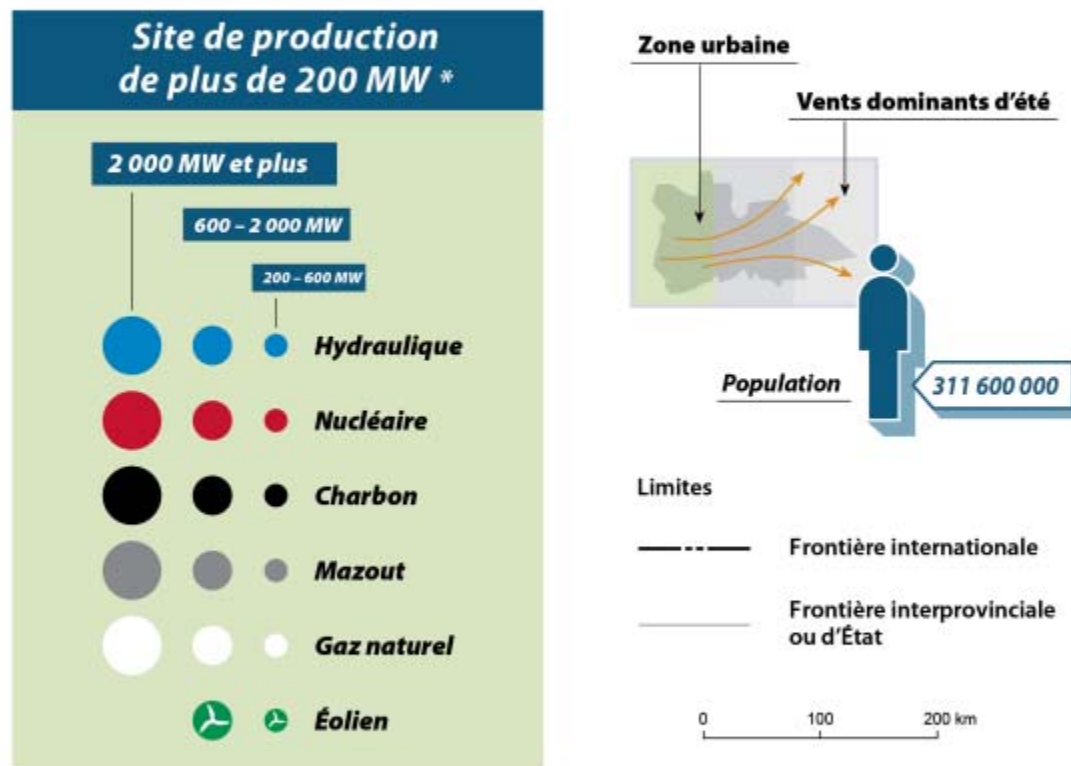 Site de production
de plus de 200 MW *
2 000 MW et plus
600 – 2 000 MW
200 – 600 MW
Hydraulique
Nucléaire
Charbon
Mazout
Gaz naturel
Éolien
Zone urbaine
Vents dominants d'été
Population
311 600 000
Limites
Frontière internationale
Frontière interprovinciale
ou d'État
0 100 200 km